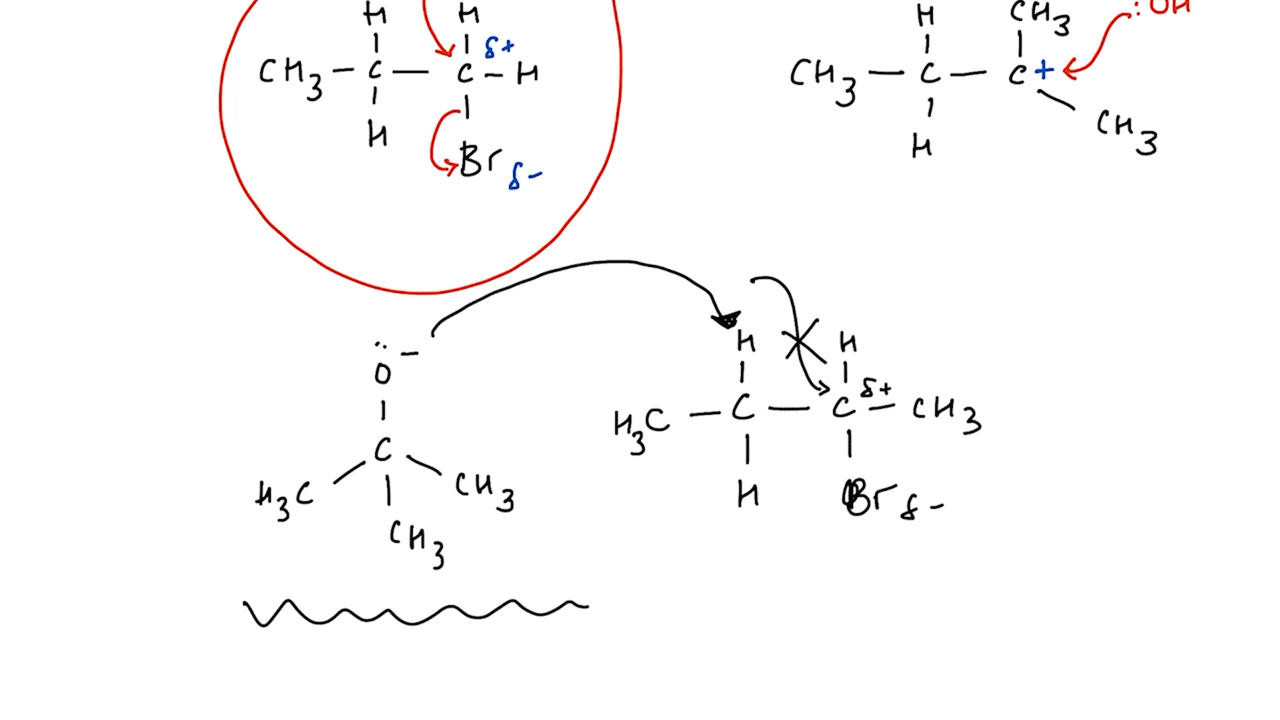 H H
CH3 – C – C – H δ+
H
Br δ–
H CH3 :OH
CH3 – C – C+
H CH3
:O –
C
H3C CH3
CH3
H H
H3C – C – C δ+ – CH3
H Br δ–